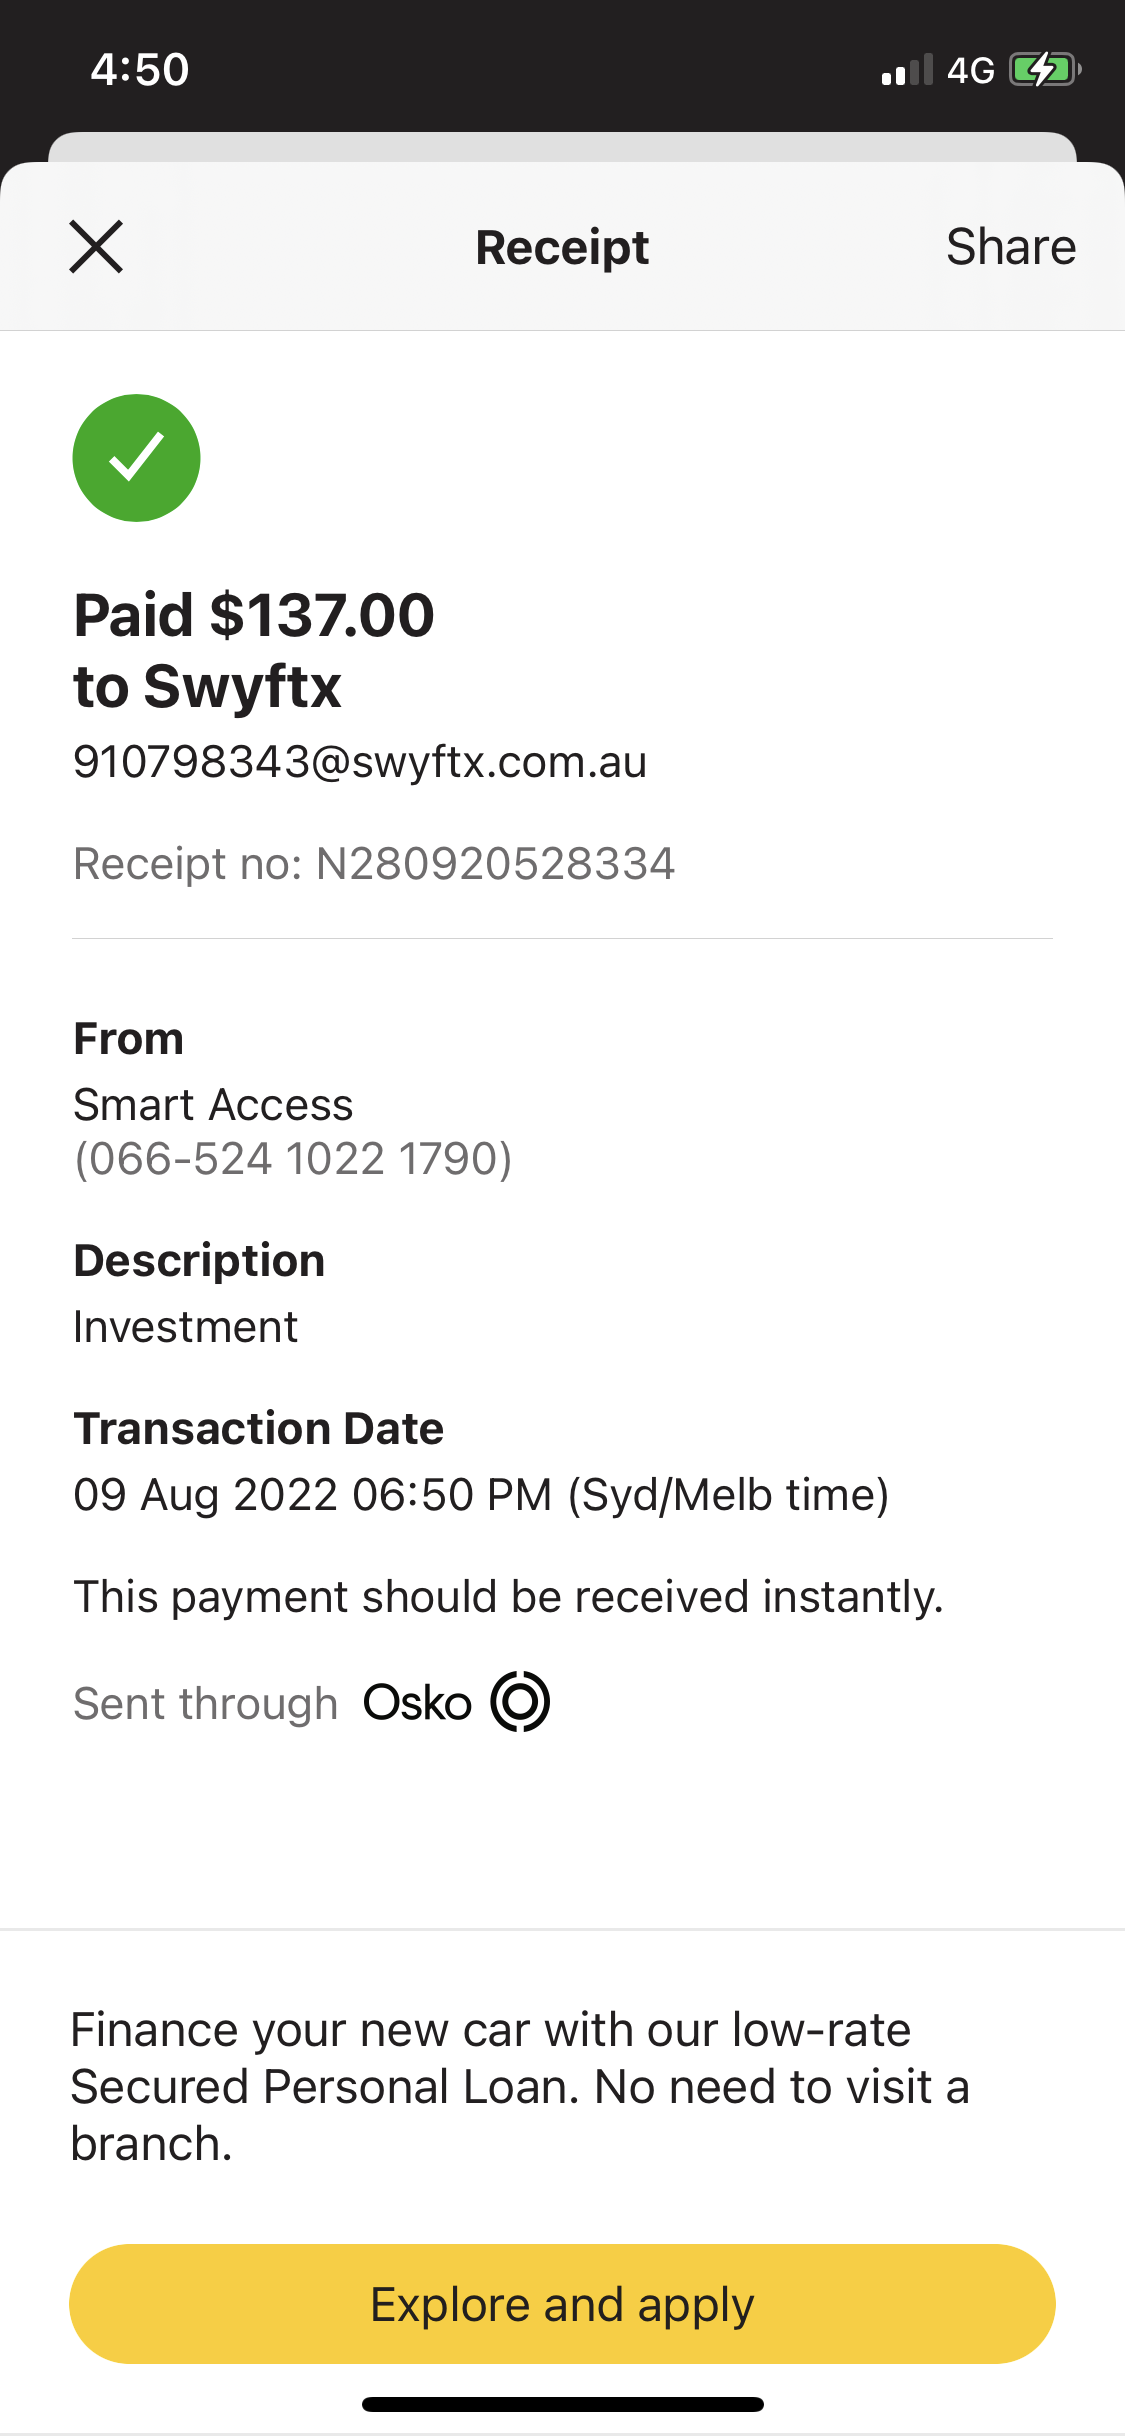 4:50
4G
Receipt
Share
Paid $137.00
to Swyftx
910798343@swyftx.com.au
Receipt no: N280920528334
From
Smart Access
(066-524 1022 1790)
Description
Investment
Transaction Date
09 Aug 2022 06:50 PM (Syd/Melb time)
This payment should be received instantly.
Sent through Osko
Finance your new car with our low-rate
Secured Personal Loan. No need to visit a
branch.
Explore and apply